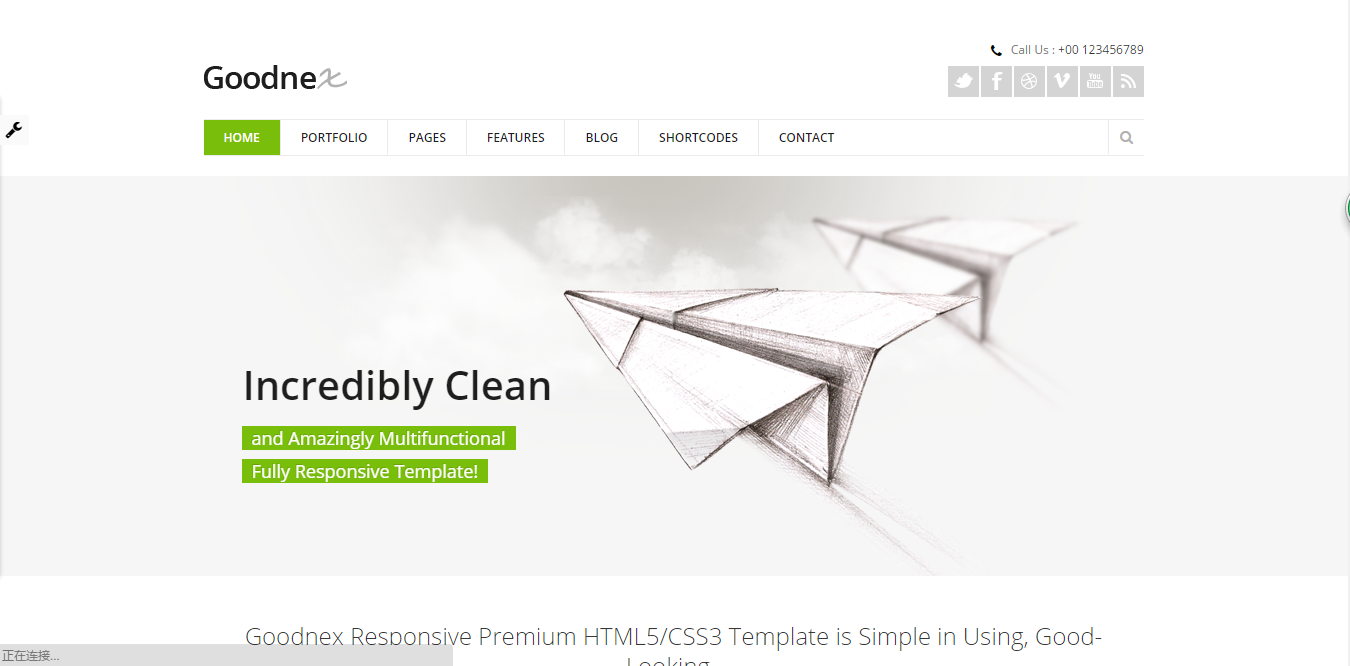 Call Us : +00 123456789
Goodnex
HOME PORTFOLIO PAGES FEATURES BLOG SHORTCODES CONTACT
Incredibly Clean
and Amazingly Multifunctional
Fully Responsive Template!
Goodnex Responsive Premium HTML5/CSS3 Template is Simple in Using, Good-
Looking
正在连接...